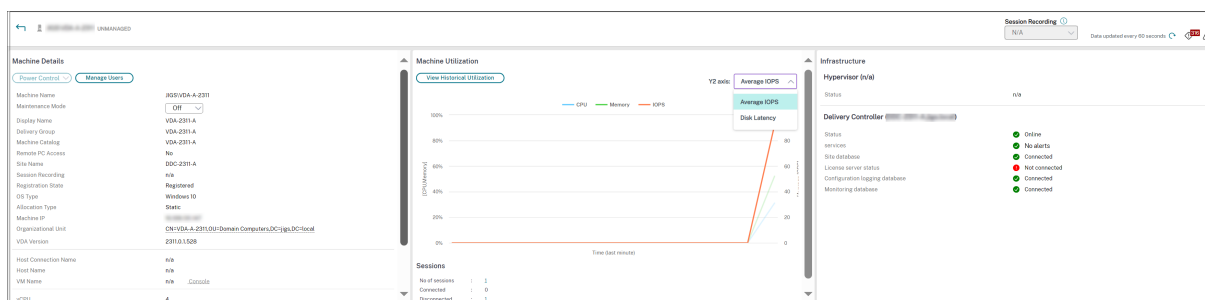 UNMANAGED
Session Recording
N/A
Data updated every 60 seconds
316
Machine Details
Power Control
Manage Users
Machine Name JIGS\VDA-A-2311
Maintenance Mode Off
Display Name VDA-2311-A
Delivery Group VDA-2311-A
Machine Catalog VDA-2311-A
Remote PC Access No
Site Name DDC-2311-A
Session Recording n/a
Registration State Registered
OS Type Windows 10
Allocation Type Static
Machine IP
Organizational Unit CN=VDA-A-2311,OU=Domain Computers,DC=jigs,DC=local
VDA Version 2311.0.1.528
Host Connection Name n/a
Host Name n/a
VM Name n/a Console
vCPU 4
Machine Utilization
View Historical Utilization
Y2 axis: Average IOPS
Average IOPS
Disk Latency
CPU Memory IOPS
100%
80% 80
60% 60
40% 40
20% 20
0% 0
(CPU/Memory)
Time (last minute)
Sessions
No of sessions : 1
Connected : 0
Disconnected : 1
Infrastructure
Hypervisor (n/a)
Status n/a
Delivery Controller
Status Online
services No alerts
Site database Connected
License server status Not connected
Configuration logging database Connected
Monitoring database Connected